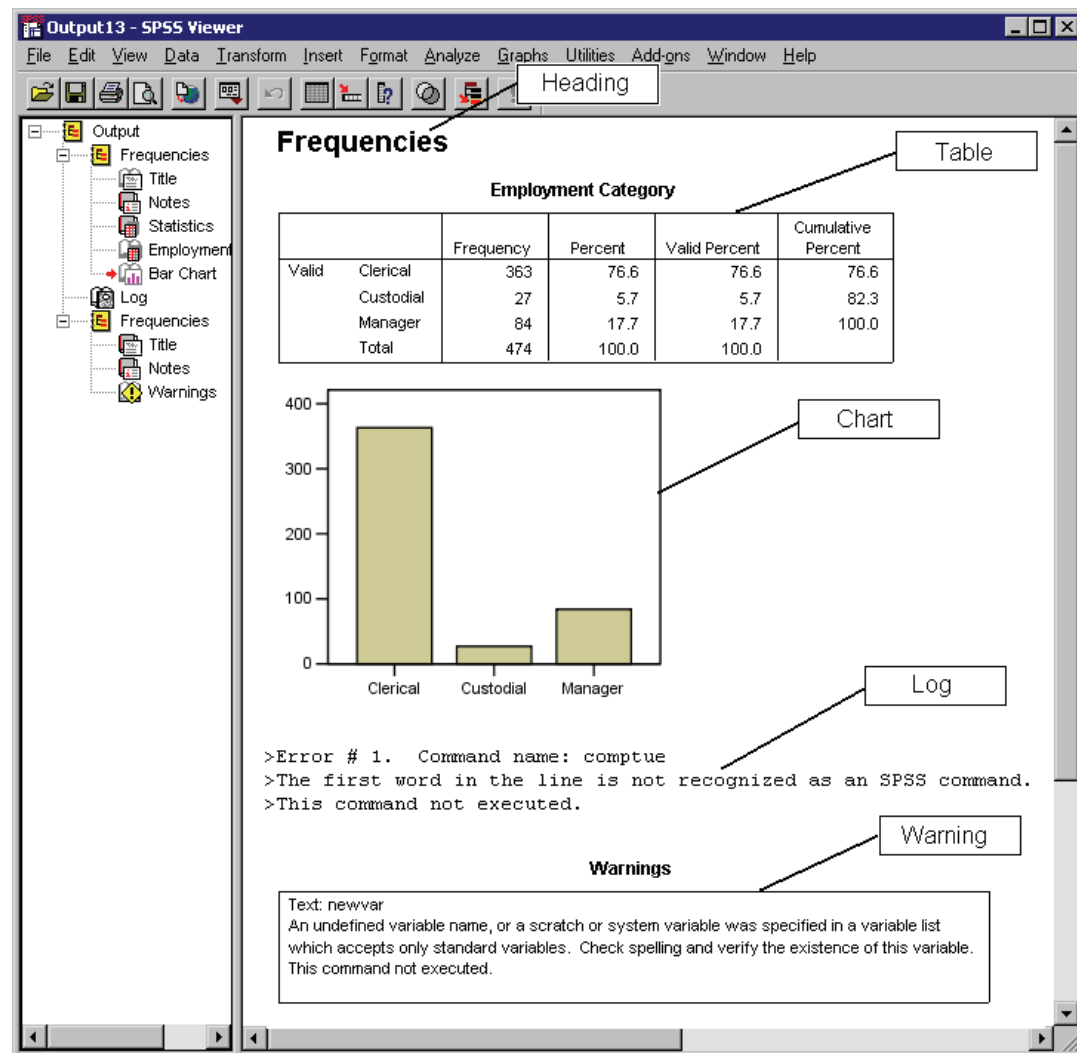 Output13 - SPSS Viewer
File Edit View Data Transform Insert Format Analyze Graphs Utilities Add-ons Window Help
Heading
Output
Frequencies
Title
Notes
Statistics
Employment
Bar Chart
Log
Frequencies
Title
Notes
Warnings
Frequencies
Table
Employment Category
Frequency Percent Valid Percent Cumulative Percent
Valid Clerical 363 76.6 76.6 76.6
Custodial 27 5.7 5.7 82.3
Manager 84 17.7 17.7 100.0
Total 474 100.0 100.0
Chart
400
300
200
100
0
Clerical Custodial Manager
Log
>Error # 1. Command name: comptue
>The first word in the line is not recognized as an SPSS command.
>This command not executed.
Warning
Warnings
Text: newvar
An undefined variable name, or a scratch or system variable was specified in a variable list
which accepts only standard variables. Check spelling and verify the existence of this variable.
This command not executed.